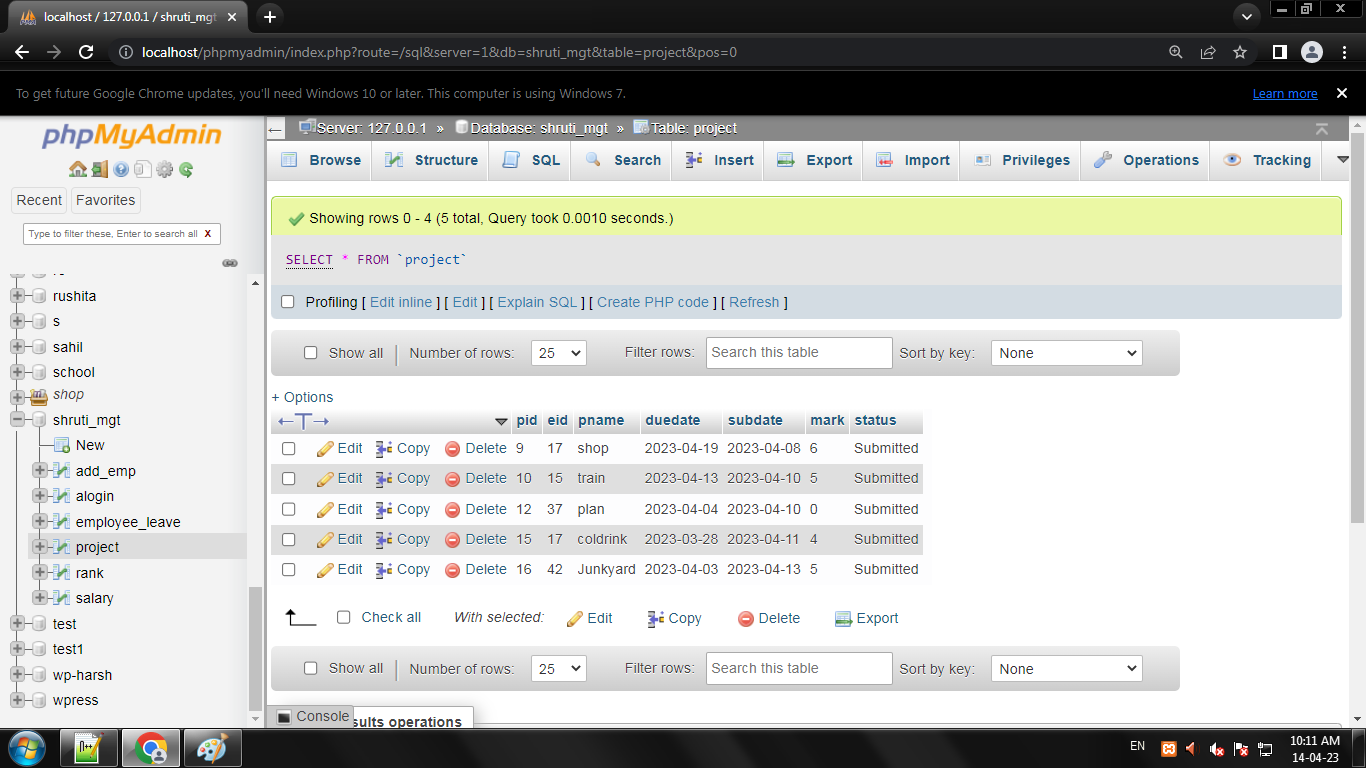 localhost / 127.0.0.1 / shruti_mgt
localhost/phpmyadmin/index.php?route=/sql&server=1&db=shruti_mgt&table=project&pos=0
To get future Google Chrome updates, you'll need Windows 10 or later. This computer is using Windows 7. Learn more
phpMyAdmin
Recent Favorites
Type to filter these, Enter to search all X
rushita
s
sahil
school
shop
shruti_mgt
New
add_emp
alogin
employee_leave
project
rank
salary
test
test1
wp-harsh
wpress
Server: 127.0.0.1 » Database: shruti_mgt » Table: project
Browse Structure SQL Search Insert Export Import Privileges Operations Tracking
Showing rows 0 - 4 (5 total, Query took 0.0010 seconds.)
SELECT * FROM `project`
Profiling [ Edit inline ] [ Edit ] [ Explain SQL ] [ Create PHP code ] [ Refresh ]
Show all | Number of rows: 25 Filter rows: Search this table Sort by key: None
+ Options
←T→ pid eid pname duedate subdate mark status
Edit Copy Delete 9 17 shop 2023-04-19 2023-04-08 6 Submitted
Edit Copy Delete 10 15 train 2023-04-13 2023-04-10 5 Submitted
Edit Copy Delete 12 37 plan 2023-04-04 2023-04-10 0 Submitted
Edit Copy Delete 15 17 coldrink 2023-03-28 2023-04-11 4 Submitted
Edit Copy Delete 16 42 Junkyard 2023-04-03 2023-04-13 5 Submitted
Check all With selected: Edit Copy Delete Export
Show all | Number of rows: 25 Filter rows: Search this table Sort by key: None
Console sults operations
EN 10:11 AM
14-04-23